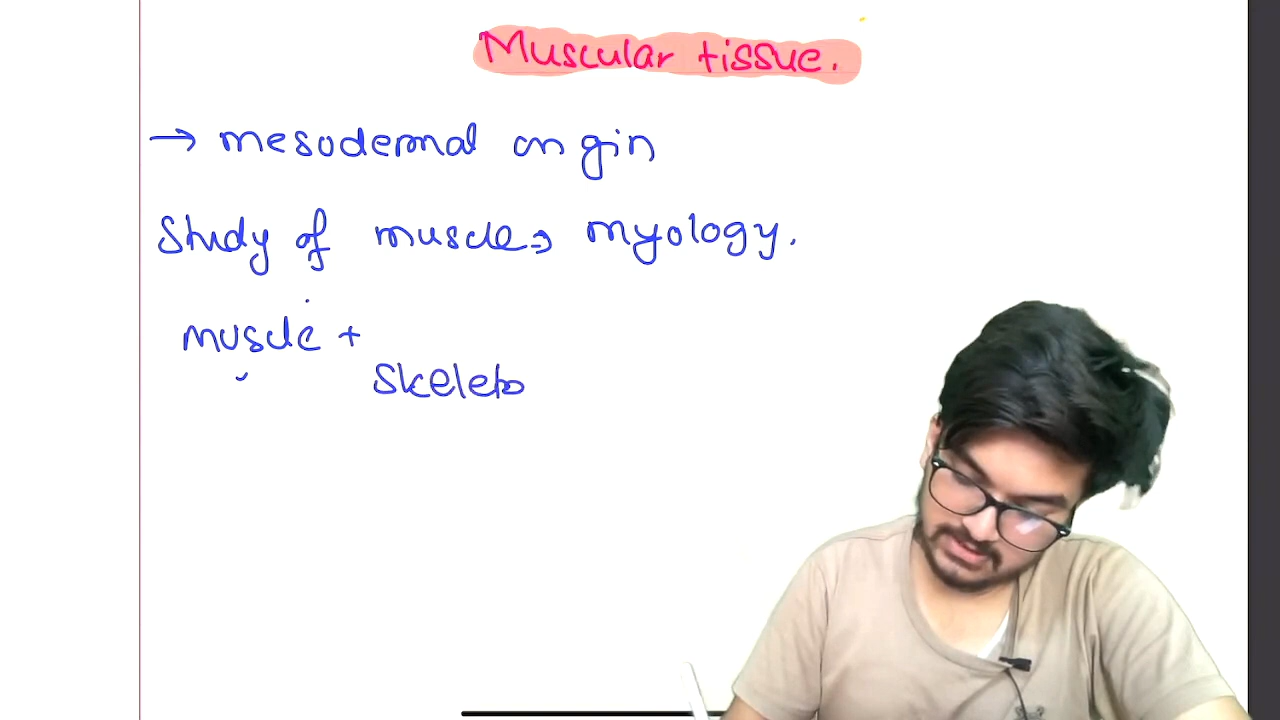 Muscular tissue.
→ mesodermal origin
Study of muscle → myology.
muscle +
Skeleto